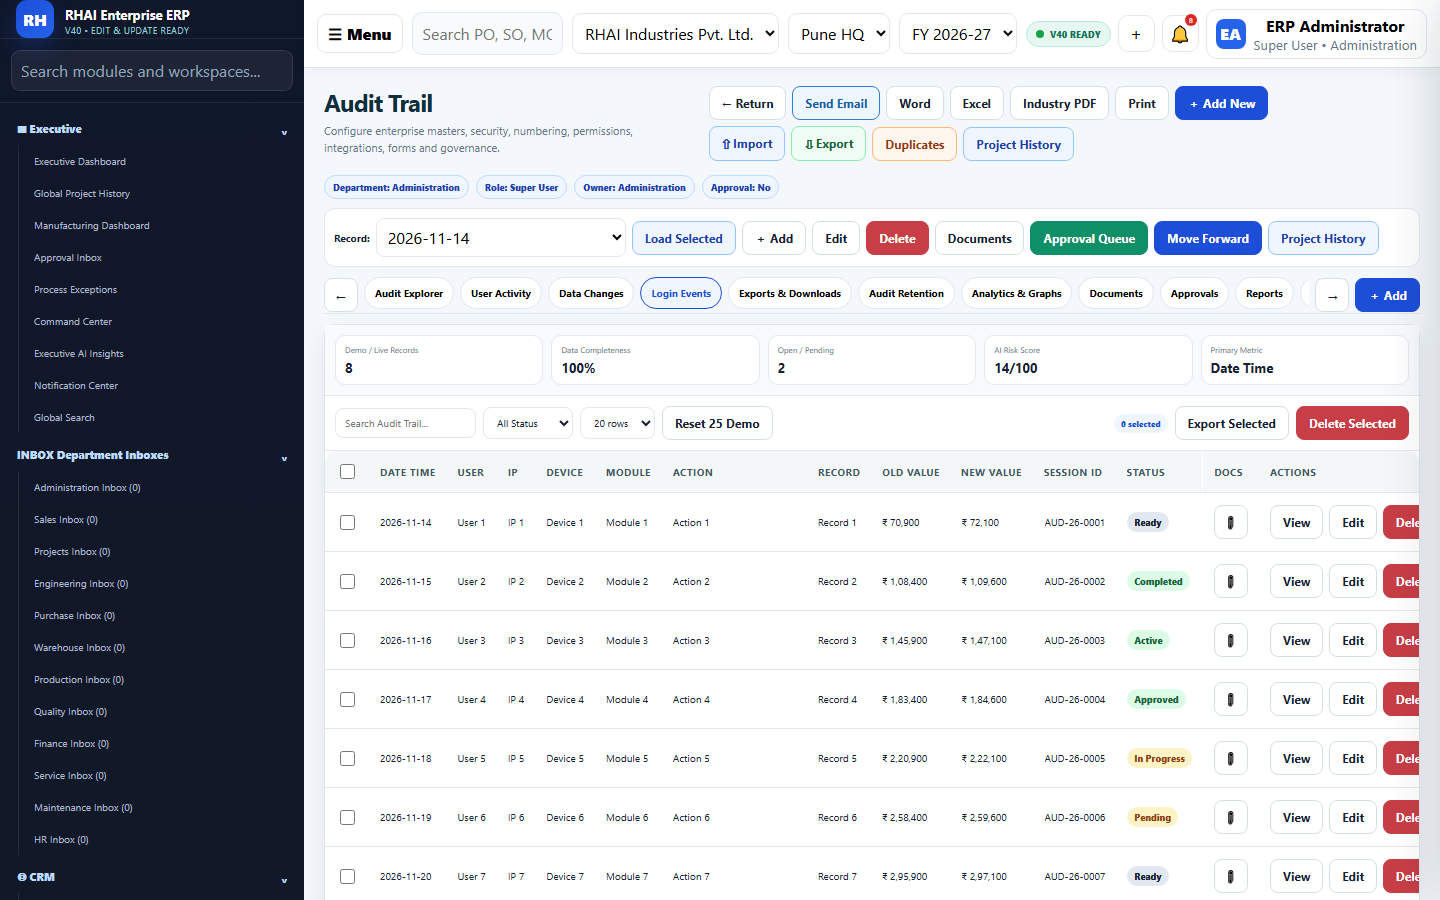 RH
RHAI Enterprise ERP
V40 • EDIT & UPDATE READY
Search modules and workspaces...
Executive
Executive Dashboard
Global Project History
Manufacturing Dashboard
Approval Inbox
Process Exceptions
Command Center
Executive AI Insights
Notification Center
Global Search
INBOX Department Inboxes
Administration Inbox (0)
Sales Inbox (0)
Projects Inbox (0)
Engineering Inbox (0)
Purchase Inbox (0)
Warehouse Inbox (0)
Production Inbox (0)
Quality Inbox (0)
Finance Inbox (0)
Service Inbox (0)
Maintenance Inbox (0)
HR Inbox (0)
CRM
☰ Menu
Search PO, SO, MO
RHAI Industries Pvt. Ltd.
Pune HQ
FY 2026-27
V40 READY
+
8
EA
ERP Administrator
Super User • Administration
Audit Trail
Configure enterprise masters, security, numbering, permissions,
integrations, forms and governance.
← Return
Send Email
Word
Excel
Industry PDF
Print
+ Add New
⇧ Import
⇩ Export
Duplicates
Project History
Department: Administration
Role: Super User
Owner: Administration
Approval: No
Record:
2026-11-14
Load Selected
+ Add
Edit
Delete
Documents
Approval Queue
Move Forward
Project History
←
Audit Explorer
User Activity
Data Changes
Login Events
Exports & Downloads
Audit Retention
Analytics & Graphs
Documents
Approvals
Reports
→
+ Add
Demo / Live Records
8
Data Completeness
100%
Open / Pending
2
AI Risk Score
14/100
Primary Metric
Date Time
Search Audit Trail...
All Status
20 rows
Reset 25 Demo
0 selected
Export Selected
Delete Selected
DATE TIME USER IP DEVICE MODULE ACTION RECORD OLD VALUE NEW VALUE SESSION ID STATUS DOCS ACTIONS
2026-11-14 User 1 IP 1 Device 1 Module 1 Action 1 Record 1 ₹ 70,900 ₹ 72,100 AUD-26-0001 Ready View Edit Dele
2026-11-15 User 2 IP 2 Device 2 Module 2 Action 2 Record 2 ₹ 1,08,400 ₹ 1,09,600 AUD-26-0002 Completed View Edit Dele
2026-11-16 User 3 IP 3 Device 3 Module 3 Action 3 Record 3 ₹ 1,45,900 ₹ 1,47,100 AUD-26-0003 Active View Edit Dele
2026-11-17 User 4 IP 4 Device 4 Module 4 Action 4 Record 4 ₹ 1,83,400 ₹ 1,84,600 AUD-26-0004 Approved View Edit Dele
2026-11-18 User 5 IP 5 Device 5 Module 5 Action 5 Record 5 ₹ 2,20,900 ₹ 2,22,100 AUD-26-0005 In Progress View Edit Dele
2026-11-19 User 6 IP 6 Device 6 Module 6 Action 6 Record 6 ₹ 2,58,400 ₹ 2,59,600 AUD-26-0006 Pending View Edit Dele
2026-11-20 User 7 IP 7 Device 7 Module 7 Action 7 Record 7 ₹ 2,95,900 ₹ 2,97,100 AUD-26-0007 Ready View Edit Dele